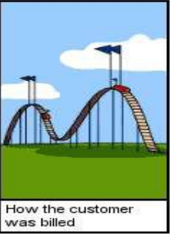 How the customer
was billed